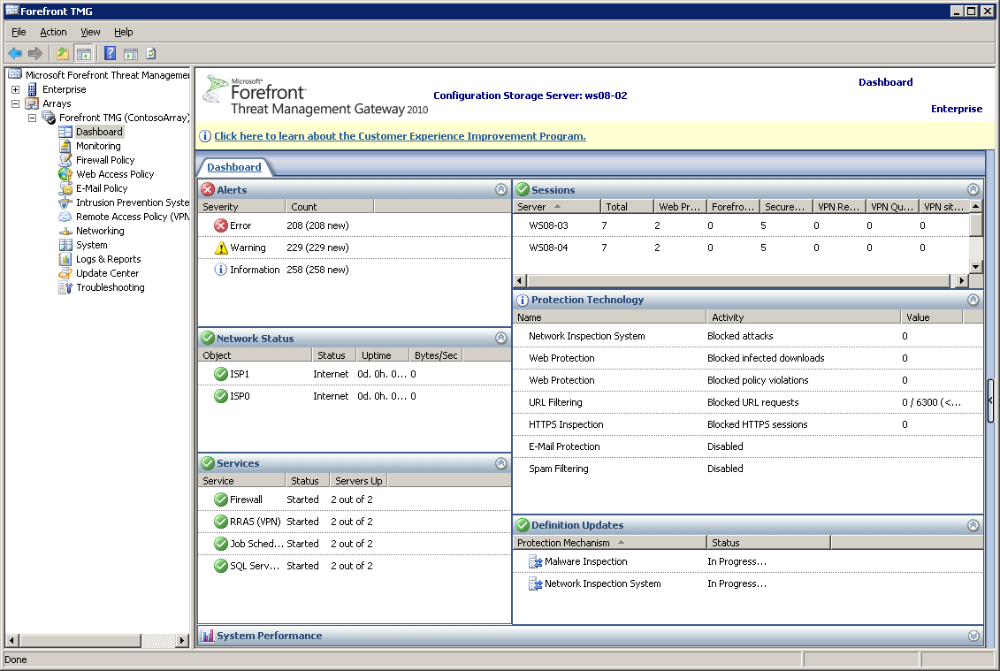 Forefront TMG
File Action View Help
Microsoft Forefront Threat Managemer
Enterprise
Arrays
Forefront TMG (ContosoArray)
Dashboard
Monitoring
Firewall Policy
Web Access Policy
E-Mail Policy
Intrusion Prevention Syste
Remote Access Policy (VPN
Networking
System
Logs & Reports
Update Center
Troubleshooting
Microsoft®
Forefront™
Threat Management Gateway 2010
Configuration Storage Server: ws08-02
Dashboard
Enterprise
Click here to learn about the Customer Experience Improvement Program.
Dashboard
Alerts
Severity Count
Error 208 (208 new)
Warning 229 (229 new)
Information 258 (258 new)
Network Status
Object Status Uptime Bytes/Sec
ISP1 Internet 0d. 0h. 0... 0
ISP0 Internet 0d. 0h. 0... 0
Services
Service Status Servers Up
Firewall Started 2 out of 2
RRAS (VPN) Started 2 out of 2
Job Sched... Started 2 out of 2
SQL Serv... Started 2 out of 2
Sessions
Server Total Web Pr... Forefro... Secure... VPN Re... VPN Qu... VPN sit...
WS08-03 7 2 0 5 0 0 0
WS08-04 7 2 0 5 0 0 0
Protection Technology
Name Activity Value
Network Inspection System Blocked attacks 0
Web Protection Blocked infected downloads 0
Web Protection Blocked policy violations 0
URL Filtering Blocked URL requests 0 / 6300 (<...
HTTPS Inspection Blocked HTTPS sessions 0
E-Mail Protection Disabled
Spam Filtering Disabled
Definition Updates
Protection Mechanism Status
Malware Inspection In Progress...
Network Inspection System In Progress...
System Performance
Done